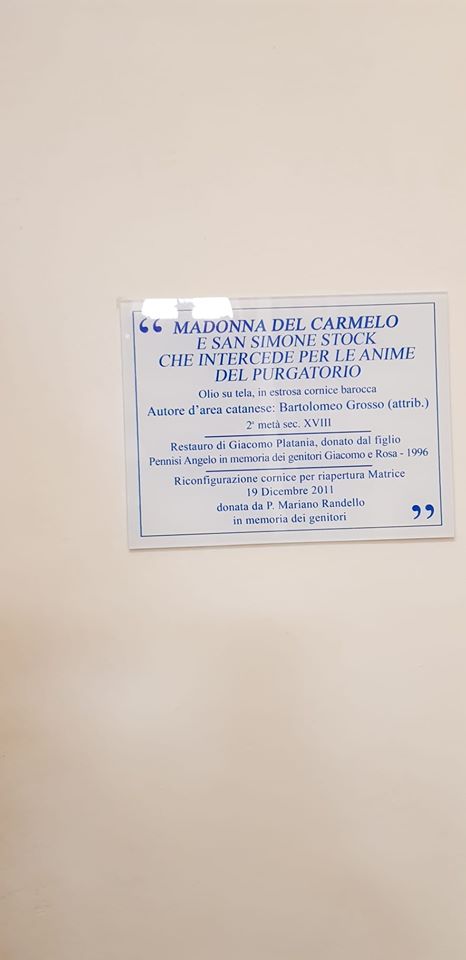 “ MADONNA DEL CARMELO
E SAN SIMONE STOCK
CHE INTERCEDE PER LE ANIME
DEL PURGATORIO
Olio su tela, in estrosa cornice barocca
Autore d’area catanese: Bartolomeo Grosso (attrib.)
2ª metà sec. XVIII
Restauro di Giacomo Platania, donato dal figlio
Pennisi Angelo in memoria dei genitori Giacomo e Rosa - 1996
Riconfigurazione cornice per riapertura Matrice
19 Dicembre 2011
donata da P. Mariano Randello
in memoria dei genitori ”